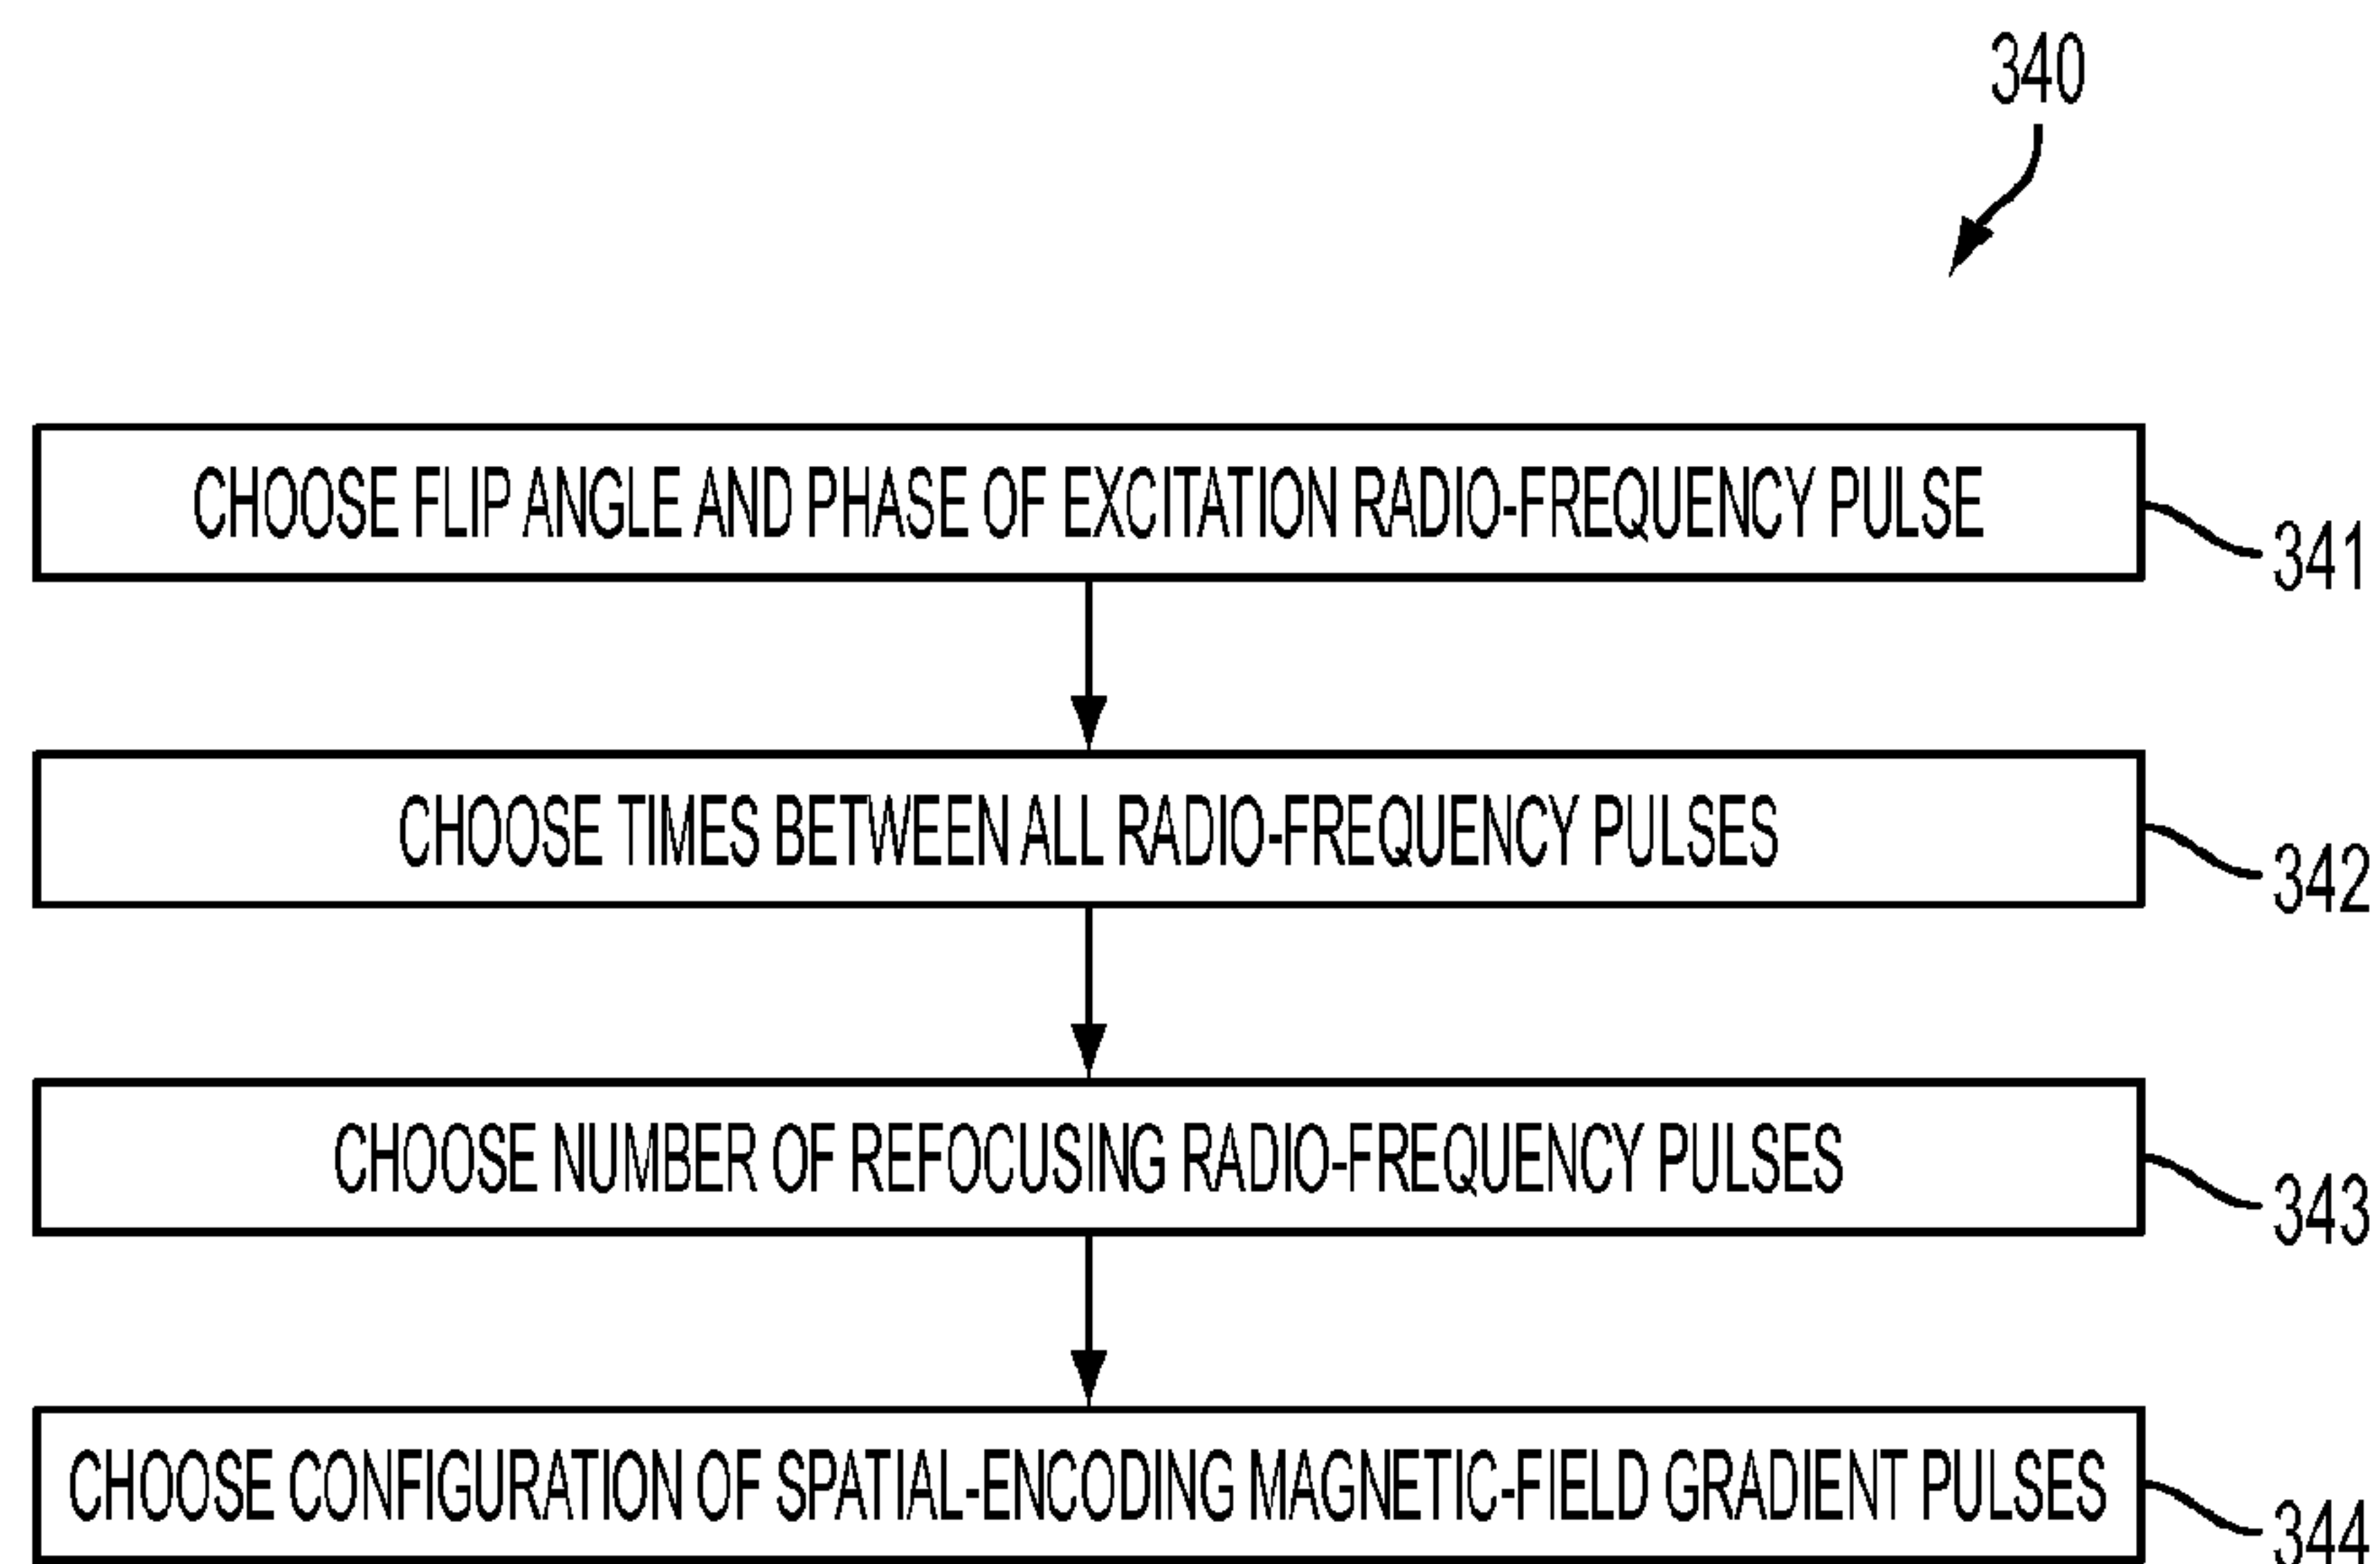 340
CHOOSE FLIP ANGLE AND PHASE OF EXCITATION RADIO-FREQUENCY PULSE
341
CHOOSE TIMES BETWEEN ALL RADIO-FREQUENCY PULSES
342
CHOOSE NUMBER OF REFOCUSING RADIO-FREQUENCY PULSES
343
CHOOSE CONFIGURATION OF SPATIAL-ENCODING MAGNETIC-FIELD GRADIENT PULSES
344